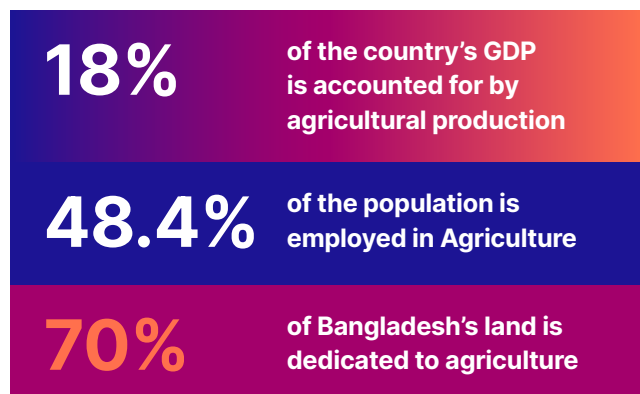 18%
of the country’s GDP
is accounted for by
agricultural production
48.4%
of the population is
employed in Agriculture
70%
of Bangladesh’s land is
dedicated to agriculture